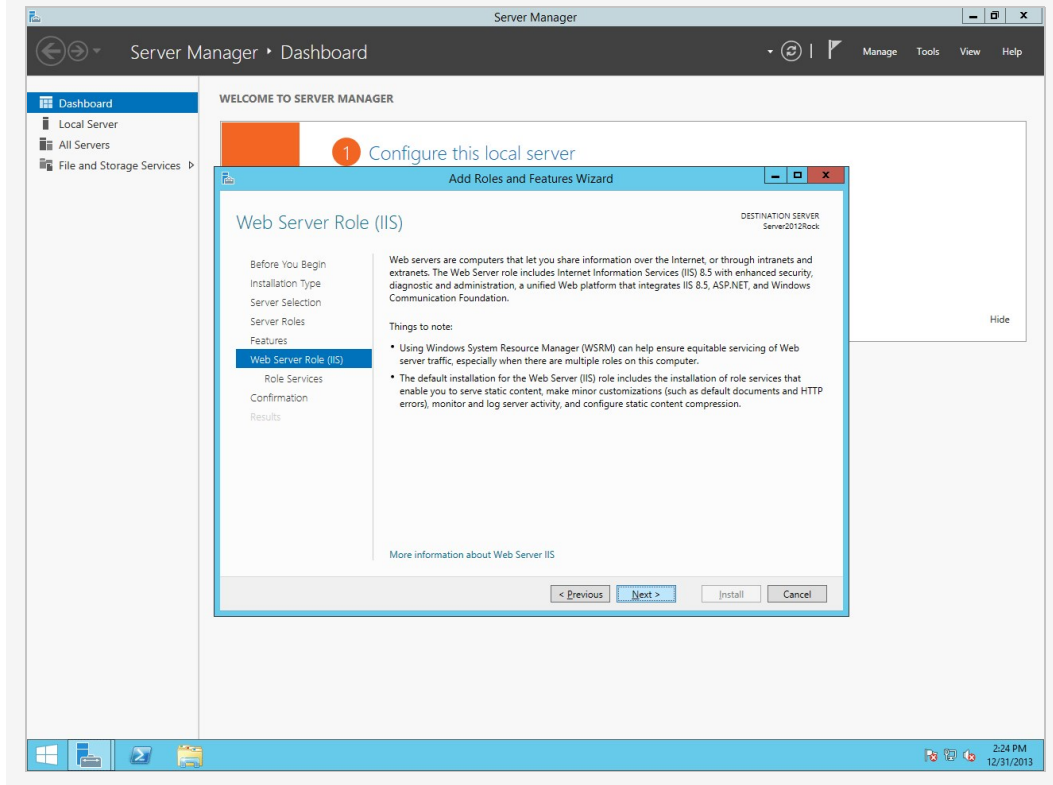 Server Manager
Server Manager • Dashboard
Manage Tools View Help
Dashboard
Local Server
All Servers
File and Storage Services
WELCOME TO SERVER MANAGER
1 Configure this local server
Add Roles and Features Wizard
Web Server Role (IIS)
DESTINATION SERVER
Server2012Rock
Before You Begin
Installation Type
Server Selection
Server Roles
Features
Web Server Role (IIS)
Role Services
Confirmation
Results
Web servers are computers that let you share information over the Internet, or through intranets and
extranets. The Web Server role includes Internet Information Services (IIS) 8.5 with enhanced security,
diagnostic and administration, a unified Web platform that integrates IIS 8.5, ASP.NET, and Windows
Communication Foundation.
Things to note:
• Using Windows System Resource Manager (WSRM) can help ensure equitable servicing of Web
server traffic, especially when there are multiple roles on this computer.
• The default installation for the Web Server (IIS) role includes the installation of role services that
enable you to serve static content, make minor customizations (such as default documents and HTTP
errors), monitor and log server activity, and configure static content compression.
More information about Web Server IIS
< Previous Next > Install Cancel
Hide
2:24 PM
12/31/2013